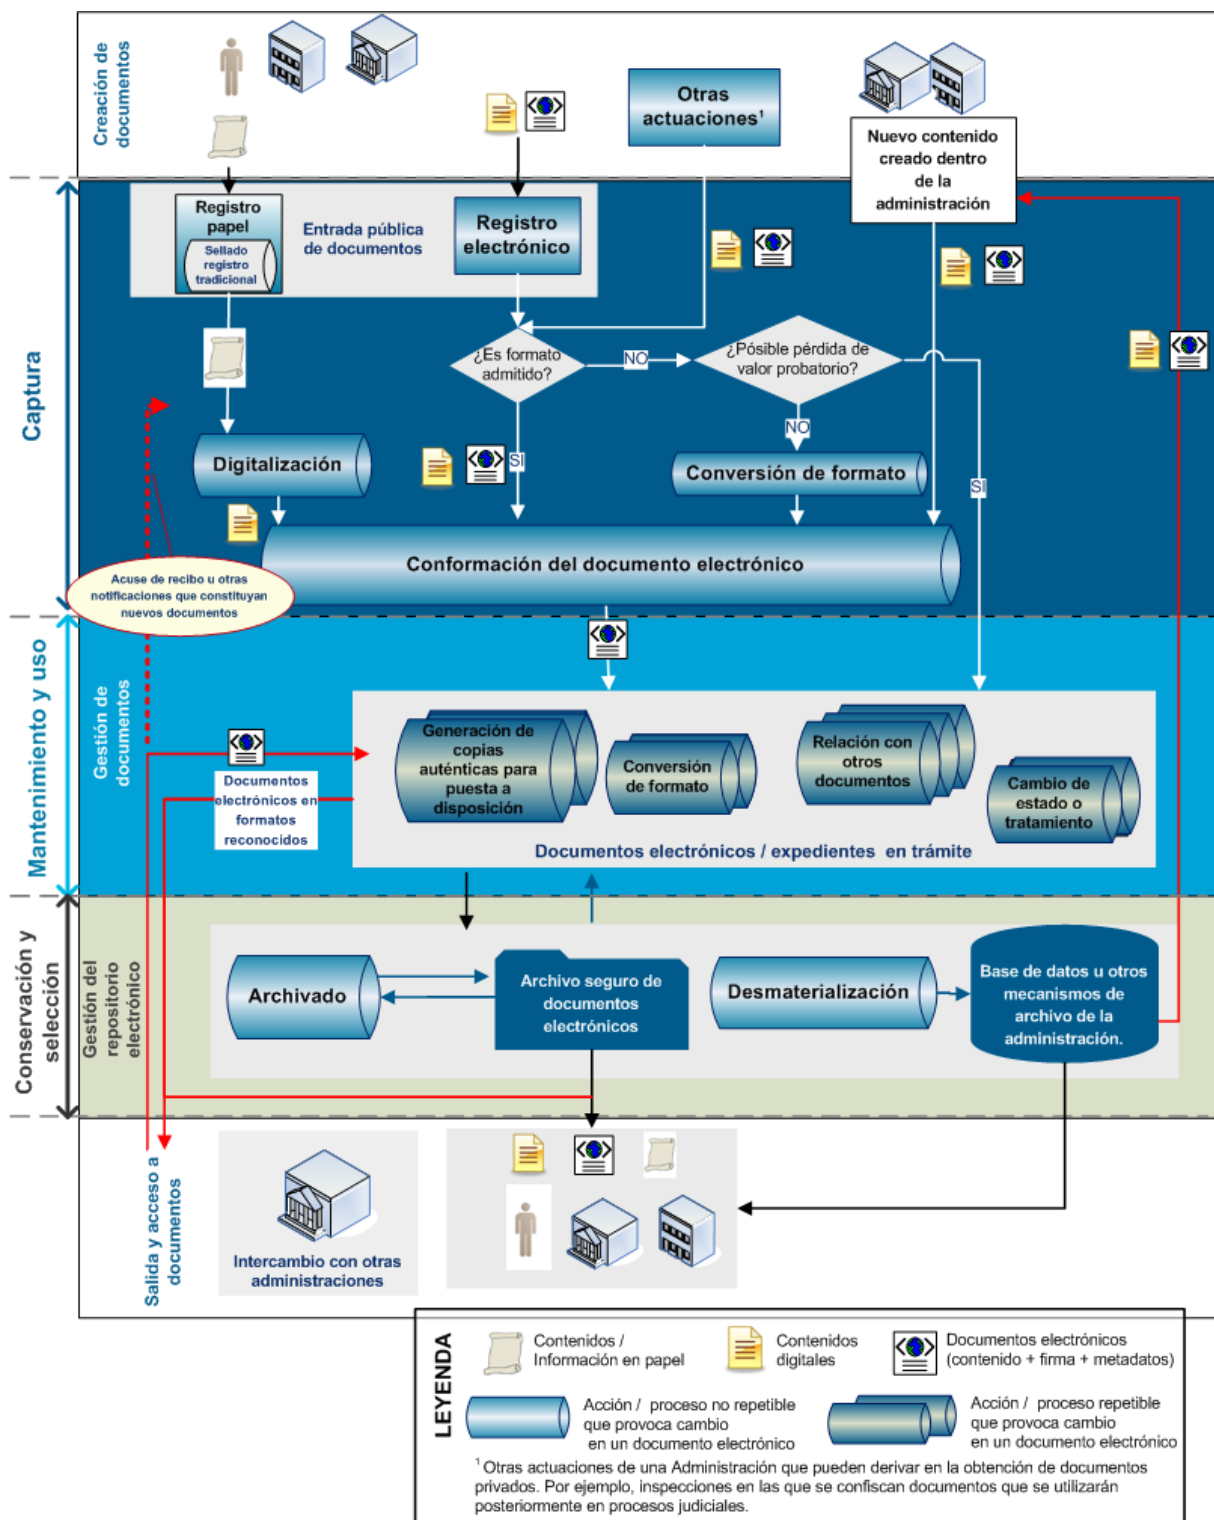 Creación de
documentos
Otras
actuaciones¹
Nuevo contenido
creado dentro
de la
administración
Captura
Registro
papel
Sellado
registro
tradicional
Entrada pública
de documentos
Registro
electrónico
¿Es formato
admitido?
NO
¿Pósible pérdida de
valor probatorio?
NO
SI
SI
Digitalización
Conversión de formato
Conformación del documento electrónico
Acuse de recibo u otras
notificaciones que constituyan
nuevos documentos
Mantenimiento y uso
Gestión de
documentos
Documentos
electrónicos en
formatos
reconocidos
Generación de
copias
auténticas para
puesta a
disposición
Conversión
de formato
Relación con
otros
documentos
Cambio de
estado o
tratamiento
Documentos electrónicos / expedientes en trámite
Conservación y
selección
Gestión del
repositorio
electrónico
Archivado
Archivo seguro de
documentos
electrónicos
Desmaterialización
Base de datos u otros
mecanismos de
archivo de la
administración.
Salida y acceso a
documentos
Intercambio con otras
administraciones
LEYENDA
Contenidos /
Información en papel
Contenidos
digitales
Documentos electrónicos
(contenido + firma + metadatos)
Acción / proceso no repetible
que provoca cambio
en un documento electrónico
Acción / proceso repetible
que provoca cambio
en un documento electrónico
¹ Otras actuaciones de una Administración que pueden derivar en la obtención de documentos
privados. Por ejemplo, inspecciones en las que se confiscan documentos que se utilizarán
posteriormente en procesos judiciales.